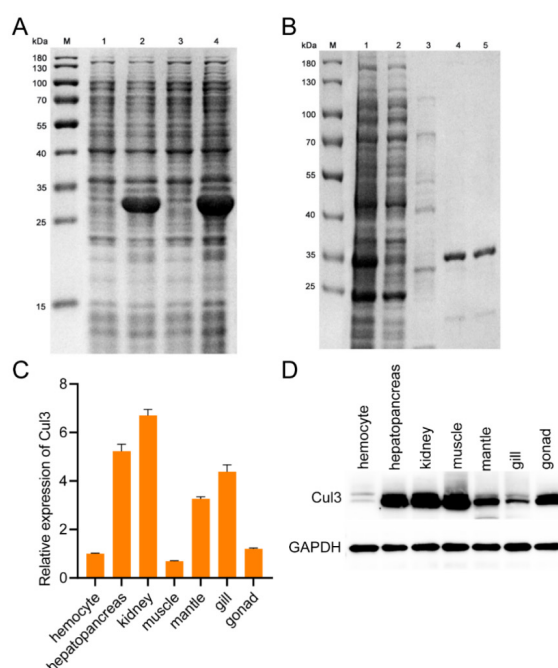 A
kDa M 1 2 3 4
180
130
100
70
55
40
35
25
15
B
kDa M 1 2 3 4 5
180
130
100
70
55
40
35
25
C
Relative expression of Cul3
8
6
4
2
0
hemocyte
hepatopancreas
kidney
muscle
mantle
gill
gonad
D
hemocyte
hepatopancreas
kidney
muscle
mantle
gill
gonad
Cul3
GAPDH